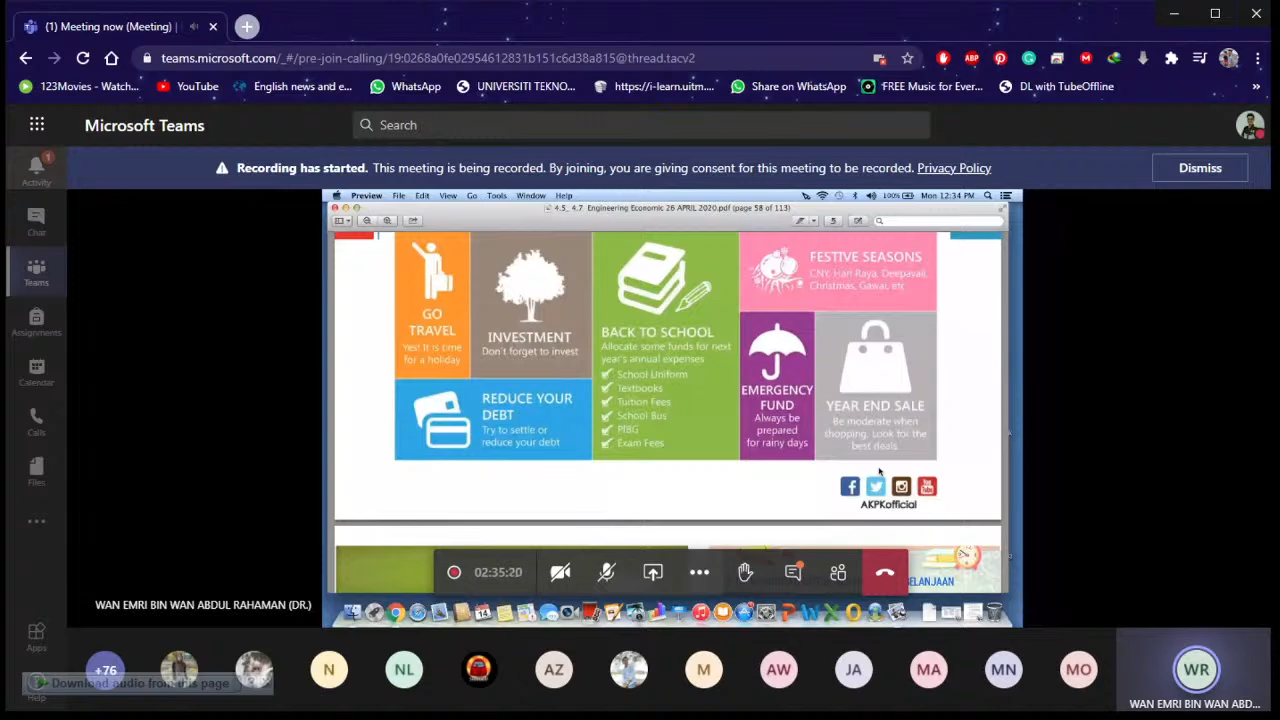 (1) Meeting now (Meeting) |
teams.microsoft.com/_#/pre-join-calling/19:0268a0fe02954612831b151c6d38a815@thread.tacv2
123Movies - Watch...
YouTube
English news and e...
WhatsApp
UNIVERSITI TEKNO...
https://i-learn.uitm....
Share on WhatsApp
FREE Music for Ever...
DL with TubeOffline
Microsoft Teams
Search
Recording has started. This meeting is being recorded. By joining, you are giving consent for this meeting to be recorded. Privacy Policy
Dismiss
1
Activity
Chat
Teams
Assignments
Calendar
Calls
Files
Apps
Help
Preview File Edit View Go Tools Window Help
100% Mon 12:34 PM
4.5_ 4.7 Engineering Economic 26 APRIL 2020.pdf (page 58 of 113)
GO
TRAVEL
Yes! It is time
for a holiday
INVESTMENT
Don't forget to invest
REDUCE YOUR
DEBT
Try to settle or
reduce your debt
BACK TO SCHOOL
Allocate some funds for next
year's annual expenses
School Uniform
Textbooks
Tuition Fees
School Bus
PIBG
Exam Fees
FESTIVE SEASONS
CNY, Hari Raya, Deepavali,
Christmas, Gawai, etc
EMERGENCY
FUND
Always be
prepared
for rainy days
YEAR END SALE
Be moderate when
shopping. Look for the
best deals
AKPKofficial
BELANJAAN
02:35:20
WAN EMRI BIN WAN ABDUL RAHAMAN (DR.)
+76
N
NL
AZ
M
AW
JA
MA
MN
MO
WR
WAN EMRI BIN WAN ABD...
Download audio from this page